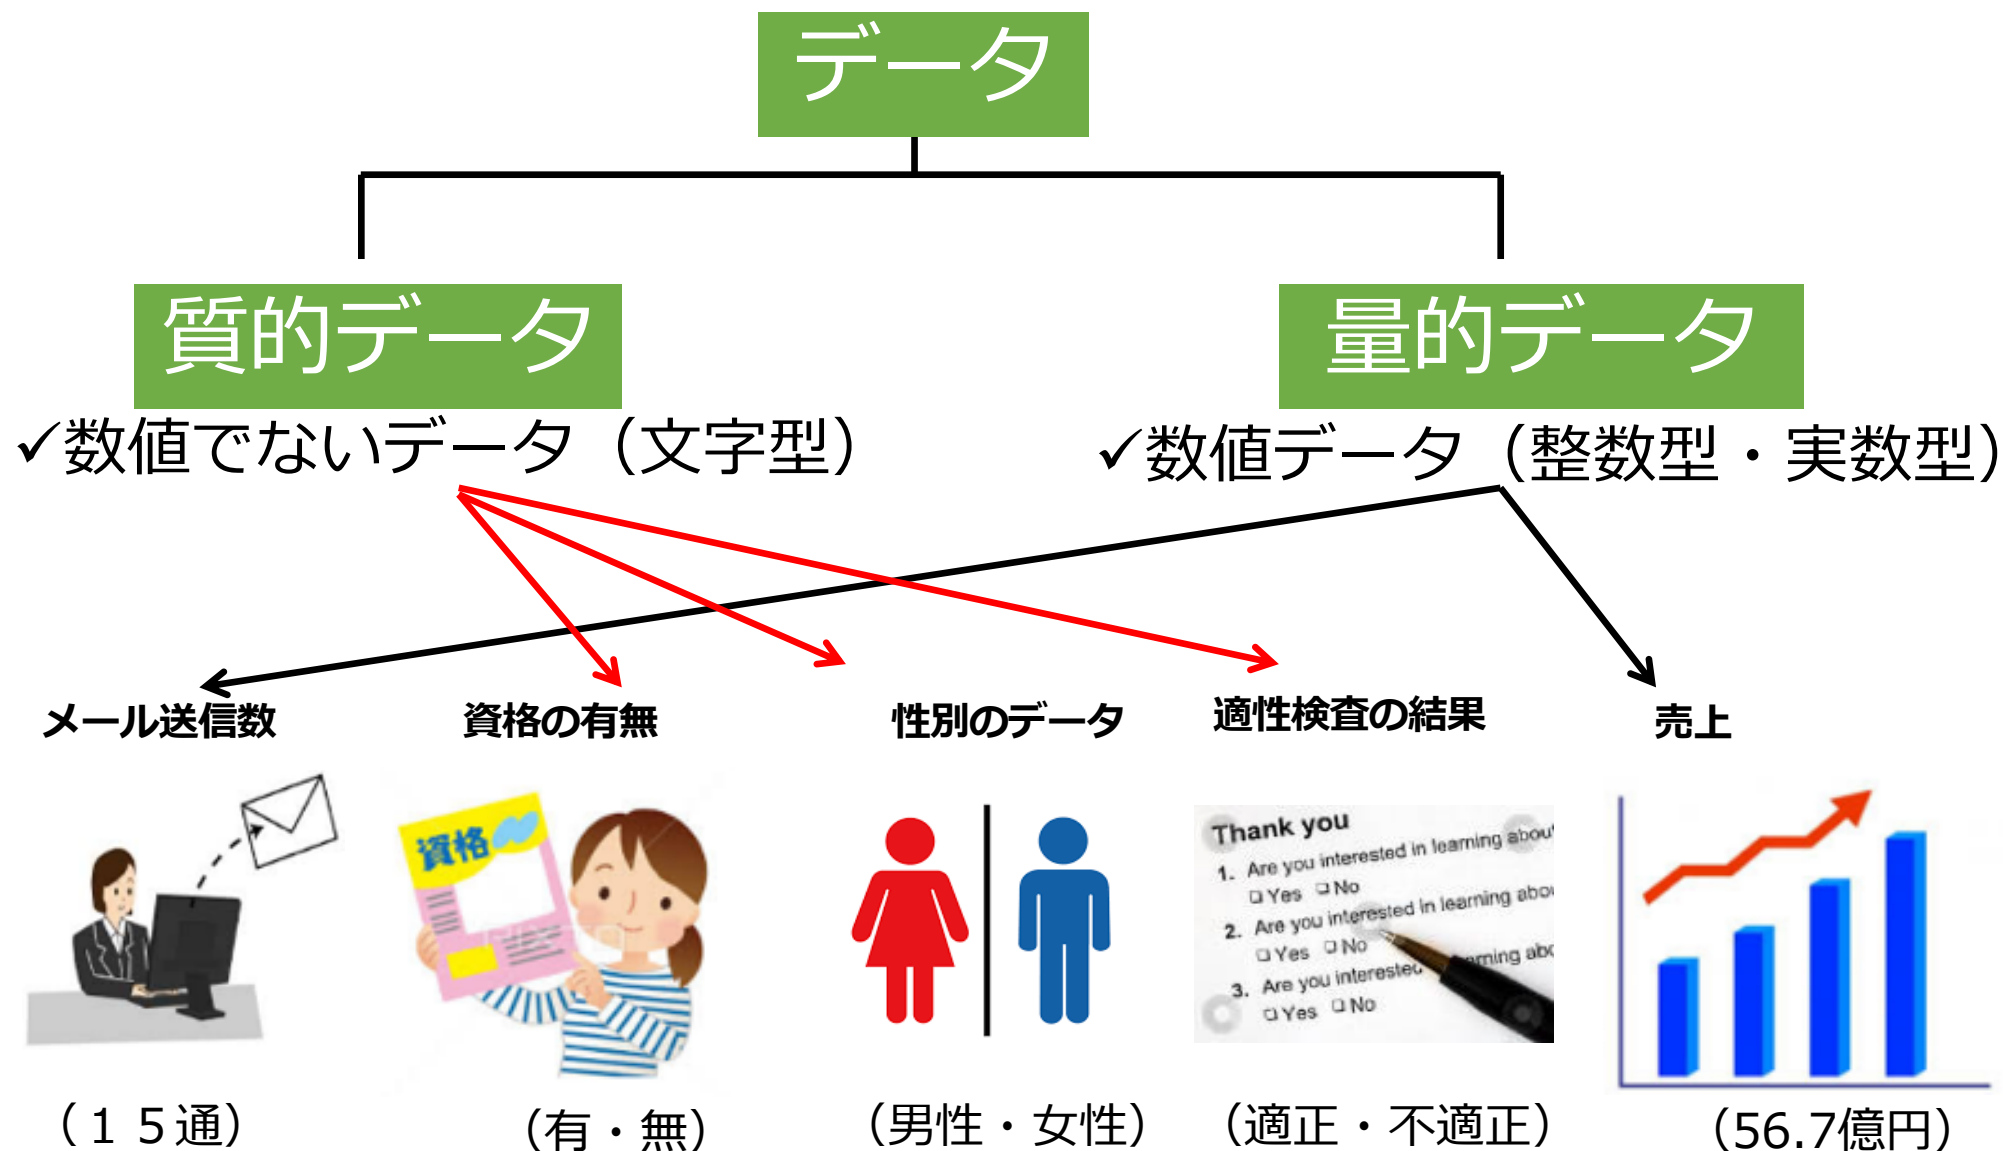 データ
質的データ
量的データ
✓数値でないデータ（文字型）
✓数値データ（整数型・実数型）
メール送信数
資格の有無
性別のデータ
適性検査の結果
売上
資格
Thank you
1. Are you interested in learning about
□ Yes □ No
2. Are you interested in learning abou
□ Yes □ No
3. Are you interested
□ Yes □ No
（１５通）
（有・無）
（男性・女性）
（適正・不適正）
（56.7億円）